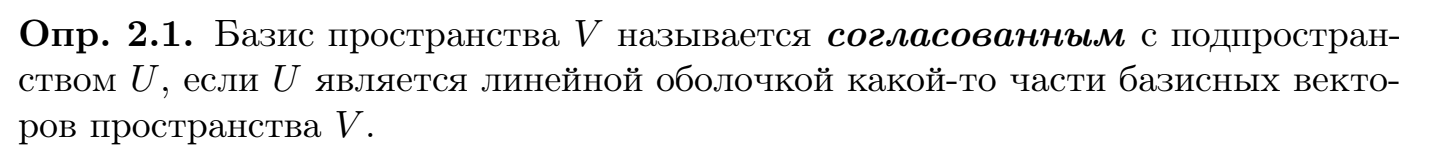 Опр. 2.1. Базис пространства V называется согласованным с подпростран-
ством U, если U является линейной оболочкой какой-то части базисных векто-
ров пространства V.